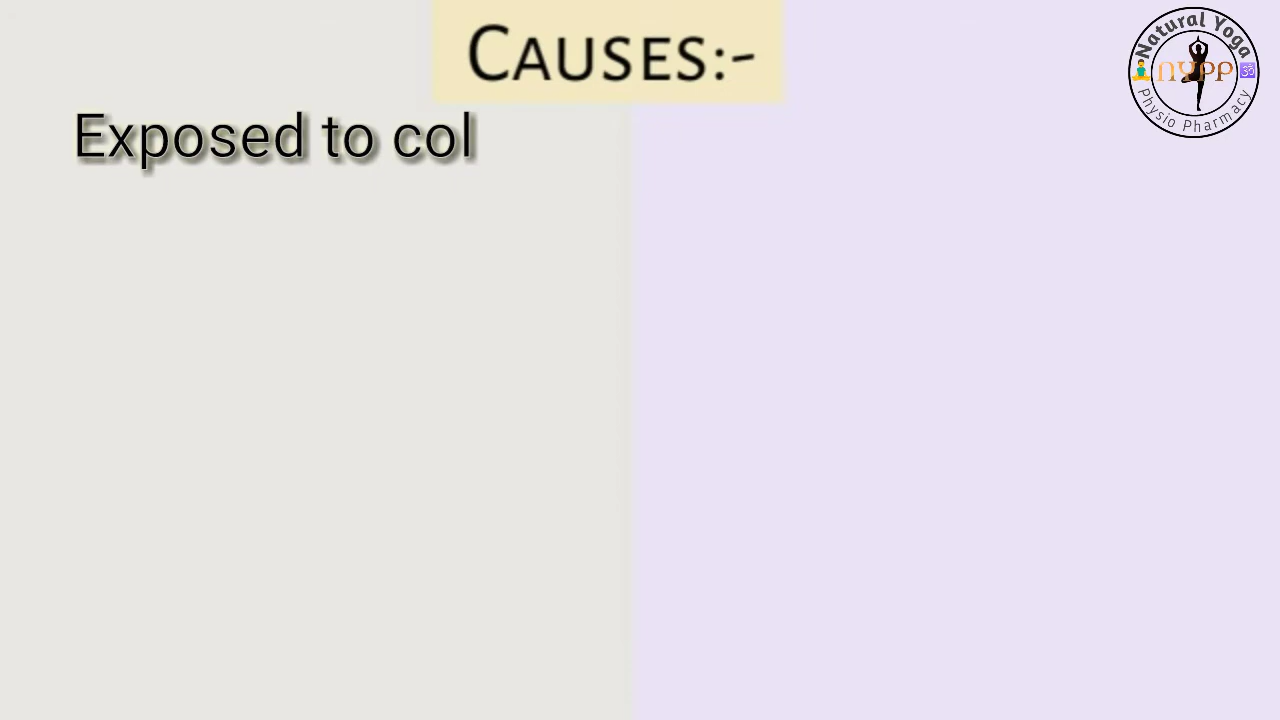 CAUSES:-
Exposed to col
Natural Yoga
NYPP
Physio Pharmacy